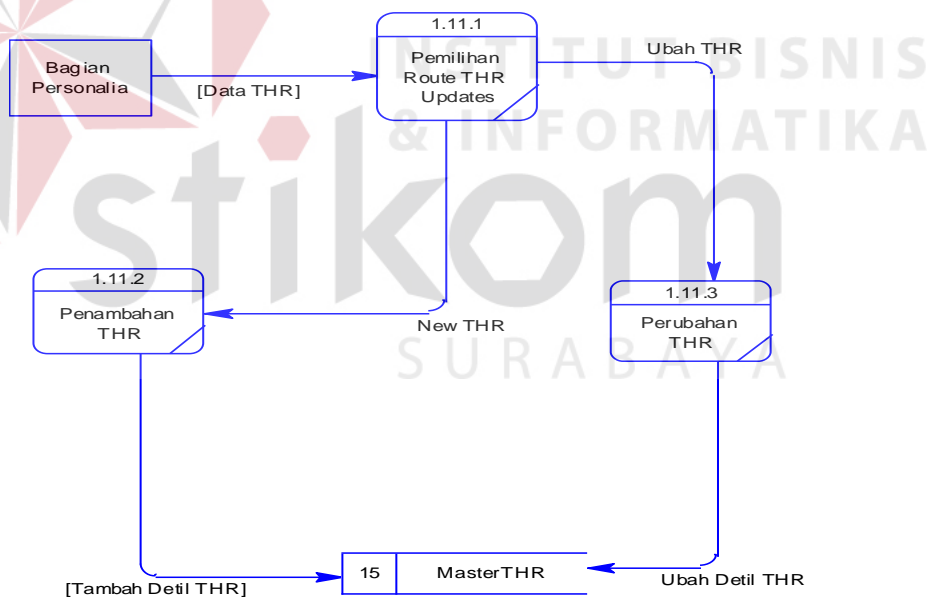 INSTITUT BISNIS
& INFORMATIKA
stikom
SURABAYA
Bagian
Personalia
[Data THR]
1.11.1
Pemilihan
Route THR
Updates
Ubah THR
1.11.2
Penambahan
THR
New THR
1.11.3
Perubahan
THR
[Tambah Detil THR]
15
MasterTHR
Ubah Detil THR